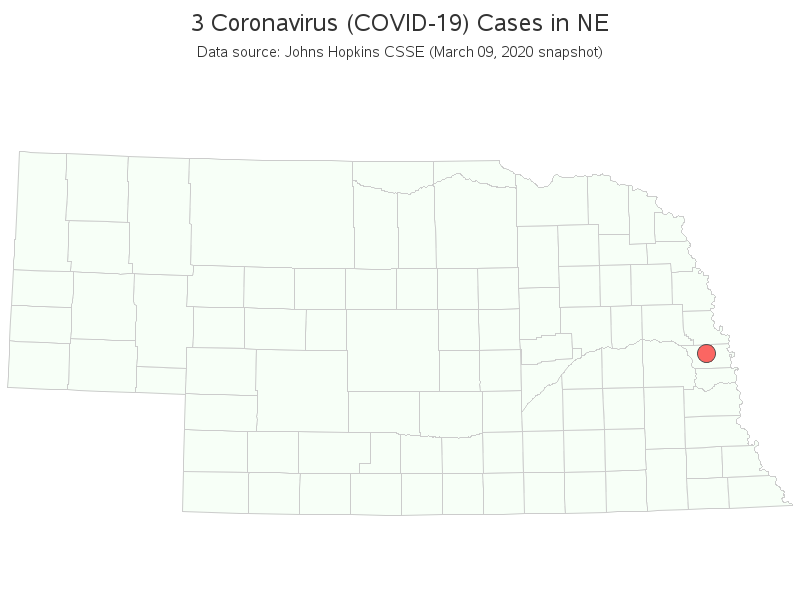 3 Coronavirus (COVID-19) Cases in NE
Data source: Johns Hopkins CSSE (March 09, 2020 snapshot)